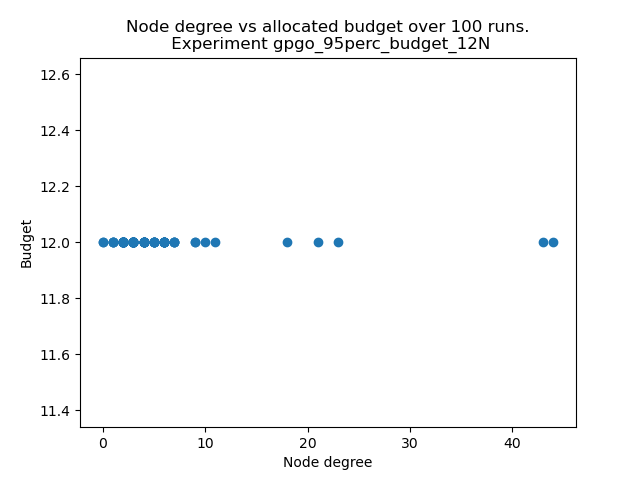 Node degree vs allocated budget over 100 runs.
Experiment gpgo_95perc_budget_12N
12.6
12.4
12.2
12.0
11.8
11.6
11.4
Budget
0 10 20 30 40
Node degree